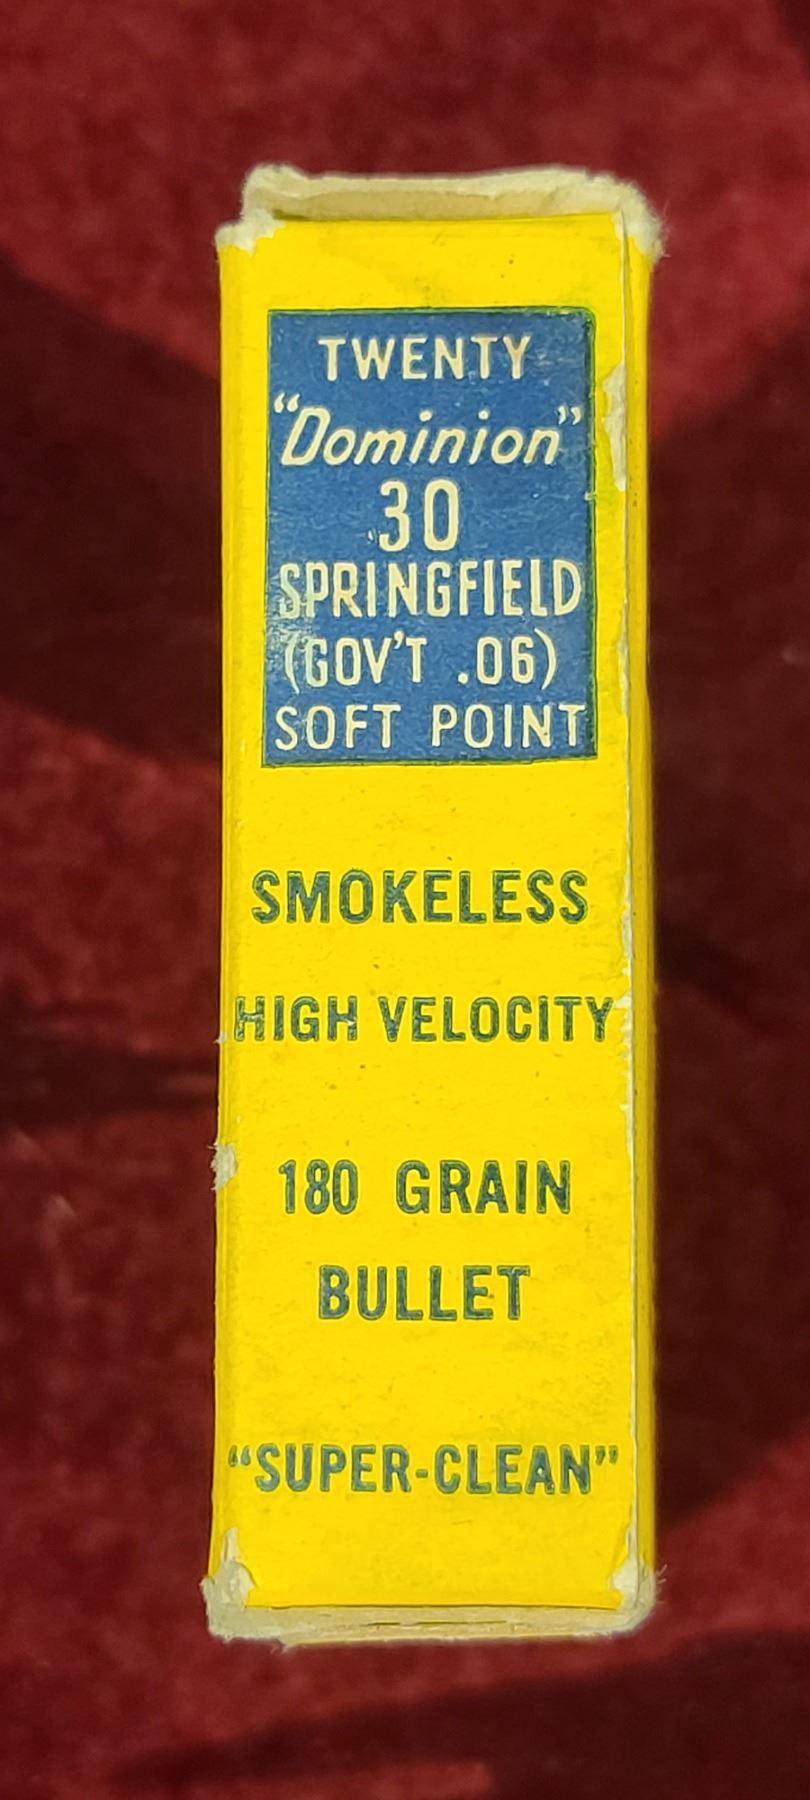 TWENTY
"Dominion"
30
SPRINGFIELD
(GOV'T .06)
SOFT POINT
SMOKELESS
HIGH VELOCITY
180 GRAIN
BULLET
"SUPER-CLEAN"